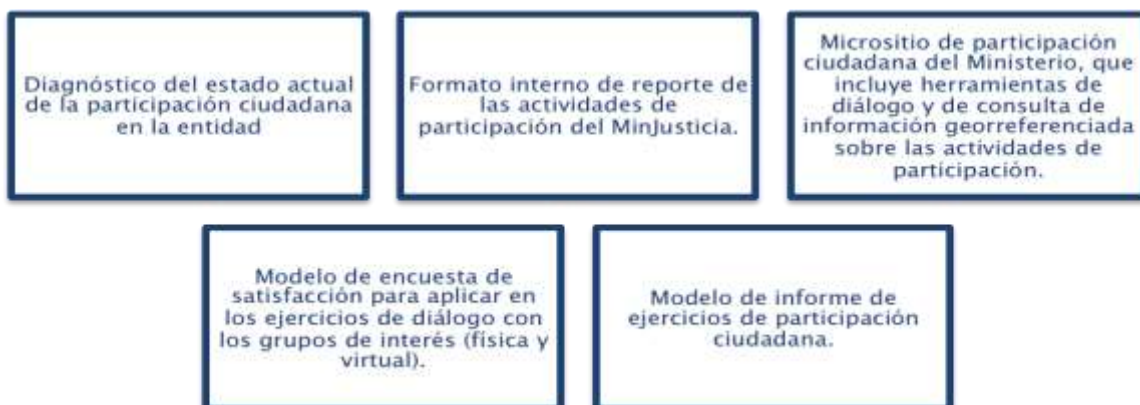 Diagnóstico del estado actual
de la participación ciudadana
en la entidad
Formato interno de reporte de
las actividades de
participación del MinJusticia.
Micrositio de participación
ciudadana del Ministerio, que
incluye herramientas de
diálogo y de consulta de
información georreferenciada
sobre las actividades de
participación.
Modelo de encuesta de
satisfacción para aplicar en
los ejercicios de diálogo con
los grupos de interés (física y
virtual).
Modelo de informe de
ejercicios de participación
ciudadana.